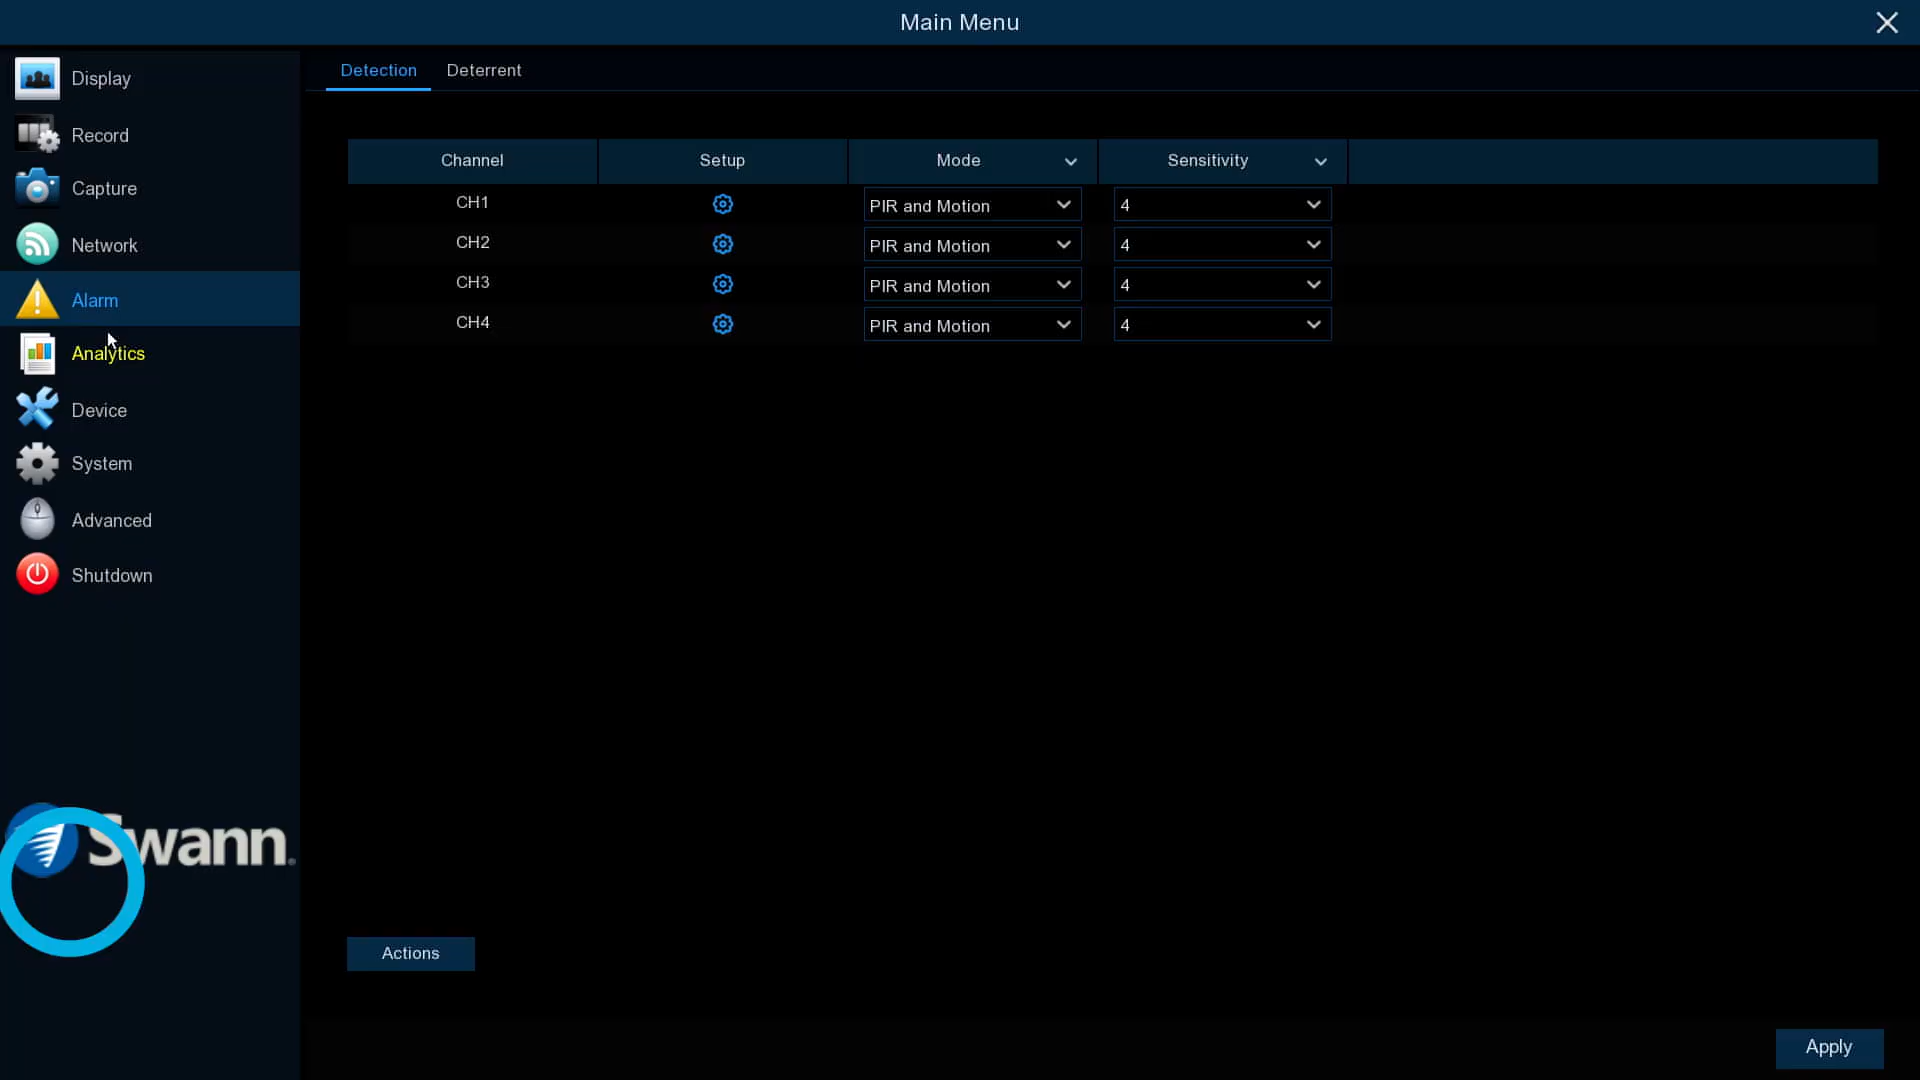 Main Menu
Display
Record
Capture
Network
Alarm
Analytics
Device
System
Advanced
Shutdown
Swann.
Detection Deterrent
Channel Setup Mode Sensitivity
CH1 PIR and Motion 4
CH2 PIR and Motion 4
CH3 PIR and Motion 4
CH4 PIR and Motion 4
Actions
Apply